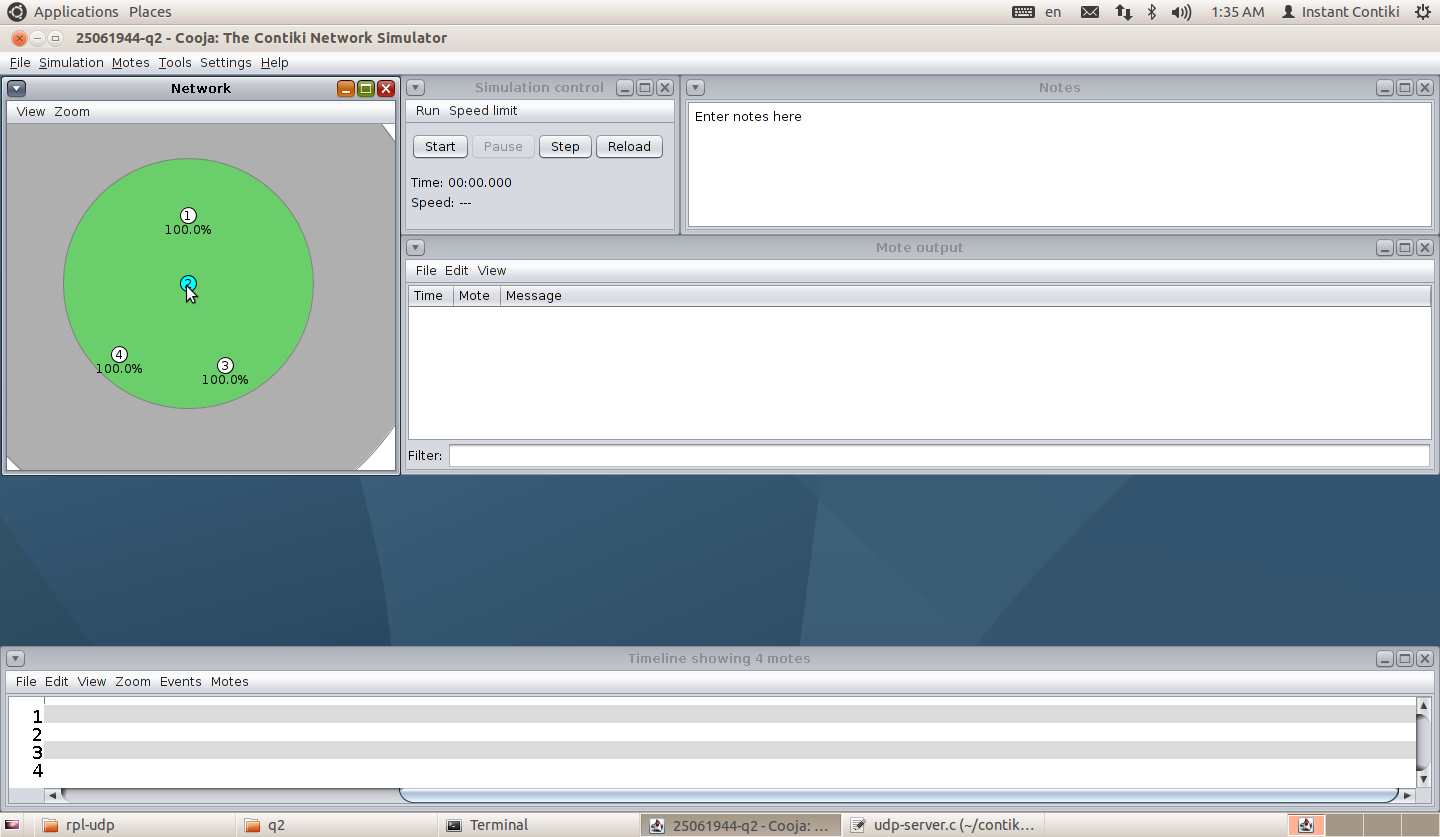 Applications Places en 1:35 AM Instant Contiki
25061944-q2 - Cooja: The Contiki Network Simulator
File Simulation Motes Tools Settings Help
Network
View Zoom
1
100.0%
2
4
100.0%
3
100.0%
Simulation control
Run Speed limit
Start Pause Step Reload
Time: 00:00.000
Speed: ---
Notes
Enter notes here
Mote output
File Edit View
Time Mote Message
Filter:
Timeline showing 4 motes
File Edit View Zoom Events Motes
1
2
3
4
rpl-udp q2 Terminal 25061944-q2 - Cooja: ... udp-server.c (~/contik...